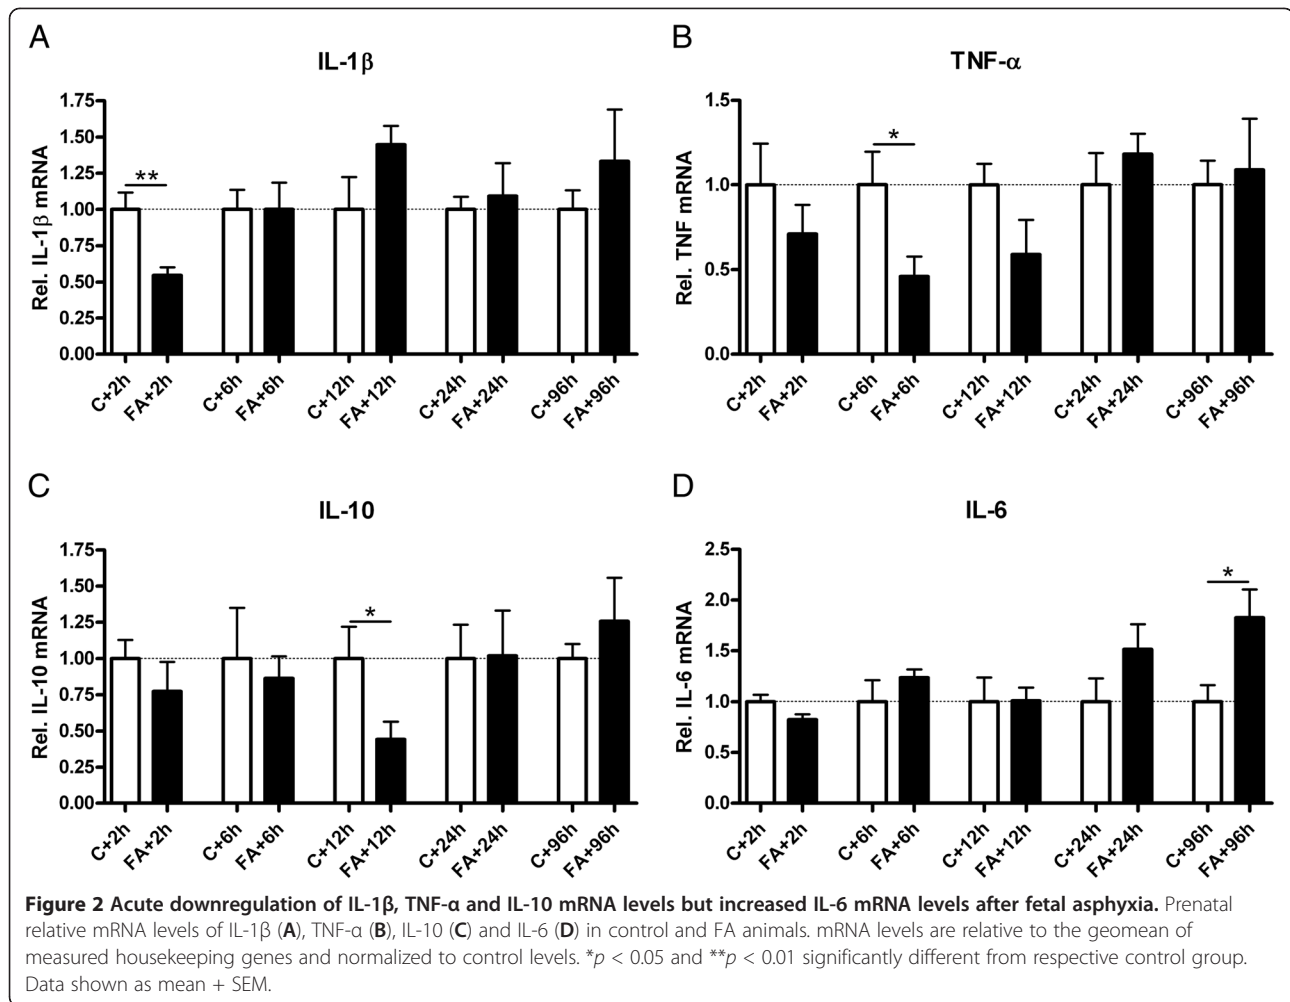 A
IL-1β
Rel. IL-1β mRNA
1.75
1.50
1.25
1.00
0.75
0.50
0.25
0.00
**
C+2h
FA+2h
C+6h
FA+6h
C+12h
FA+12h
C+24h
FA+24h
C+96h
FA+96h
B
TNF-α
Rel. TNF mRNA
1.5
1.0
0.5
0.0
*
C+2h
FA+2h
C+6h
FA+6h
C+12h
FA+12h
C+24h
FA+24h
C+96h
FA+96h
C
IL-10
Rel. IL-10 mRNA
1.75
1.50
1.25
1.00
0.75
0.50
0.25
0.00
*
C+2h
FA+2h
C+6h
FA+6h
C+12h
FA+12h
C+24h
FA+24h
C+96h
FA+96h
D
IL-6
Rel. IL-6 mRNA
2.5
2.0
1.5
1.0
0.5
0.0
*
C+2h
FA+2h
C+6h
FA+6h
C+12h
FA+12h
C+24h
FA+24h
C+96h
FA+96h
Figure 2 Acute downregulation of IL-1β, TNF-α and IL-10 mRNA levels but increased IL-6 mRNA levels after fetal asphyxia. Prenatal
relative mRNA levels of IL-1β (A), TNF-α (B), IL-10 (C) and IL-6 (D) in control and FA animals. mRNA levels are relative to the geomean of
measured housekeeping genes and normalized to control levels. *p < 0.05 and **p < 0.01 significantly different from respective control group.
Data shown as mean + SEM.